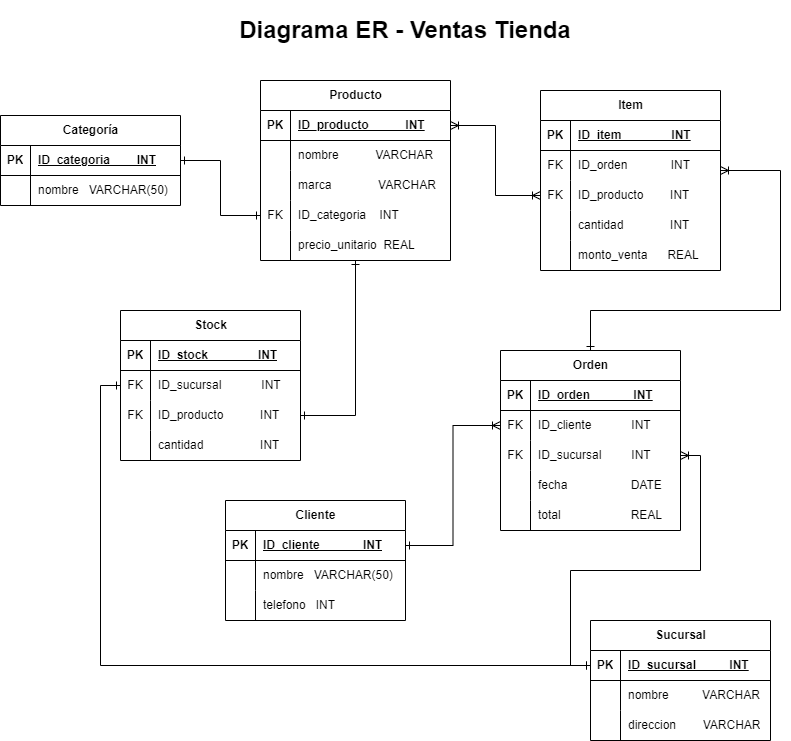 Diagrama ER - Ventas Tienda
Categoría
PK ID_categoria INT
nombre VARCHAR(50)
Producto
PK ID_producto INT
nombre VARCHAR
marca VARCHAR
FK ID_categoria INT
precio_unitario REAL
Item
PK ID_item INT
FK ID_orden INT
FK ID_producto INT
cantidad INT
monto_venta REAL
Stock
PK ID_stock INT
FK ID_sucursal INT
FK ID_producto INT
cantidad INT
Orden
PK ID_orden INT
FK ID_cliente INT
FK ID_sucursal INT
fecha DATE
total REAL
Cliente
PK ID_cliente INT
nombre VARCHAR(50)
telefono INT
Sucursal
PK ID_sucursal INT
nombre VARCHAR
direccion VARCHAR